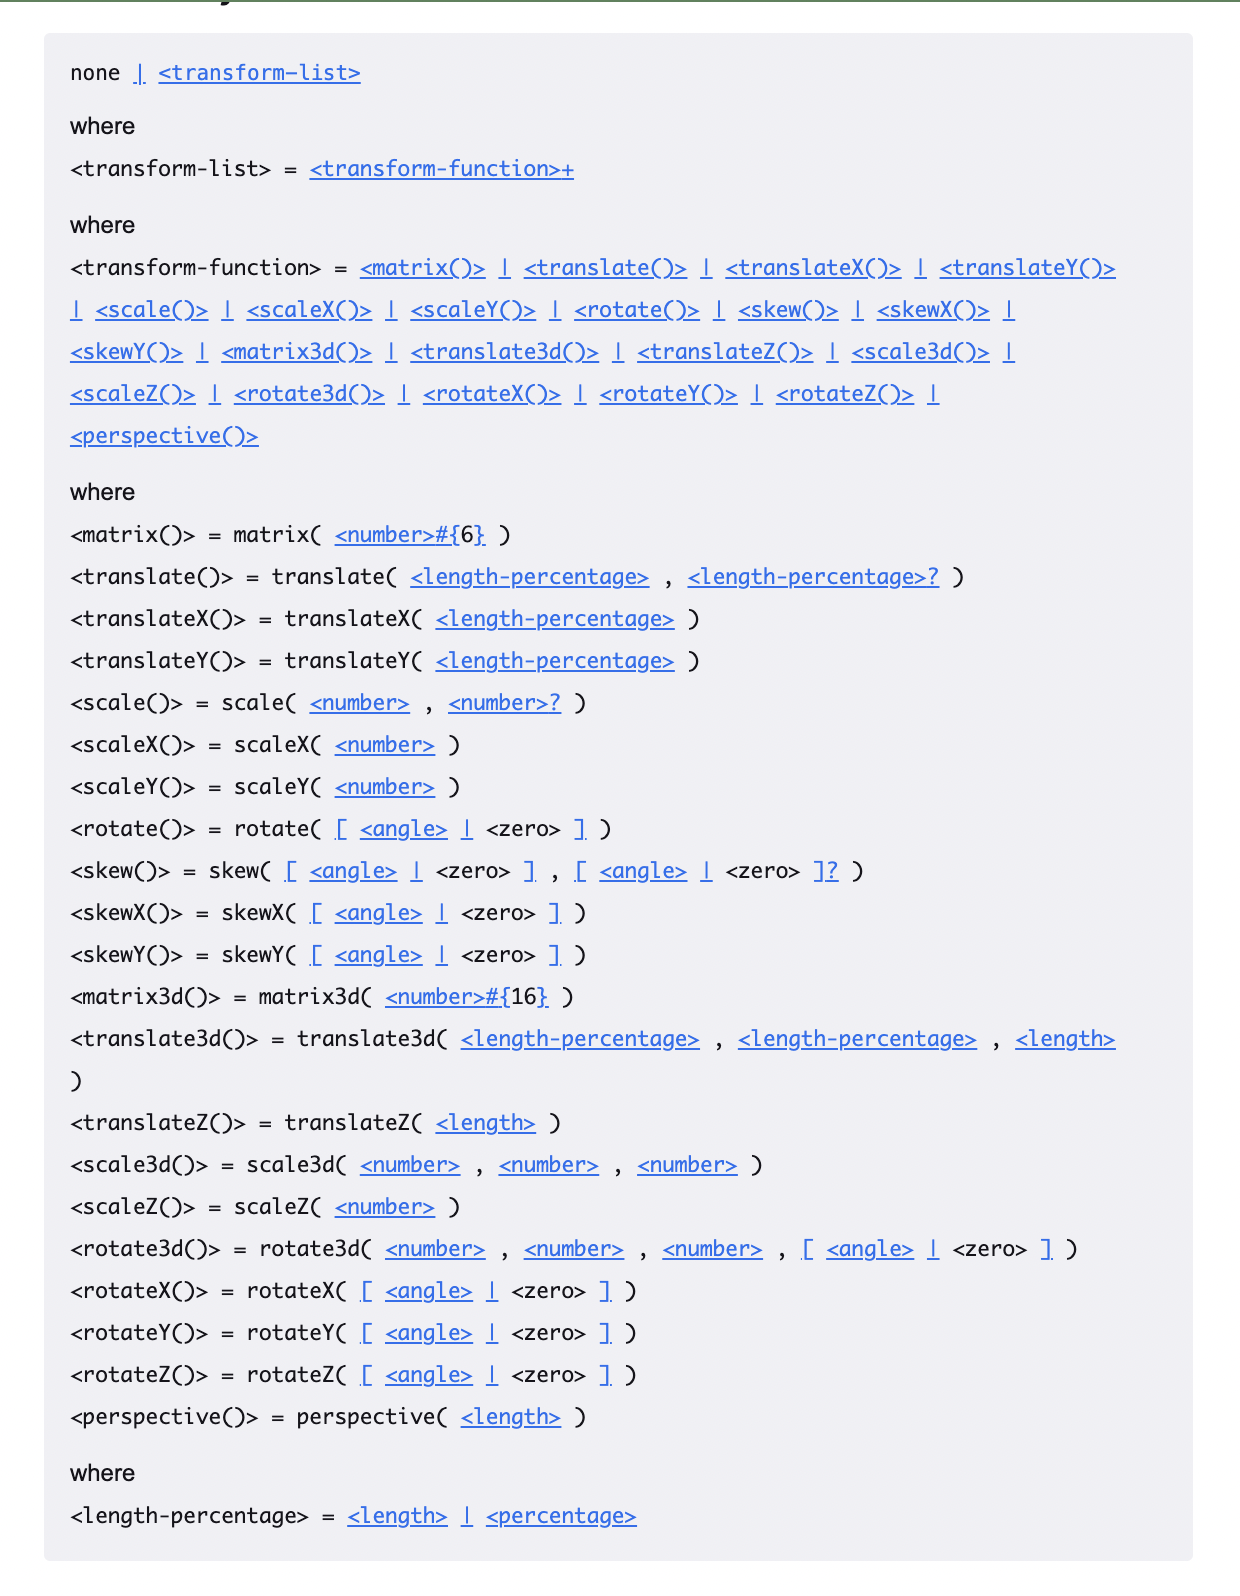 none | <transform-list>
where
<transform-list> = <transform-function>+
where
<transform-function> = <matrix()> | <translate()> | <translateX()> | <translateY()>
| <scale()> | <scaleX()> | <scaleY()> | <rotate()> | <skew()> | <skewX()> |
<skewY()> | <matrix3d()> | <translate3d()> | <translateZ()> | <scale3d()> |
<scaleZ()> | <rotate3d()> | <rotateX()> | <rotateY()> | <rotateZ()> |
<perspective()>
where
<matrix()> = matrix( <number>#{6} )
<translate()> = translate( <length-percentage> , <length-percentage>? )
<translateX()> = translateX( <length-percentage> )
<translateY()> = translateY( <length-percentage> )
<scale()> = scale( <number> , <number>? )
<scaleX()> = scaleX( <number> )
<scaleY()> = scaleY( <number> )
<rotate()> = rotate( [ <angle> | <zero> ] )
<skew()> = skew( [ <angle> | <zero> ] , [ <angle> | <zero> ]? )
<skewX()> = skewX( [ <angle> | <zero> ] )
<skewY()> = skewY( [ <angle> | <zero> ] )
<matrix3d()> = matrix3d( <number>#{16} )
<translate3d()> = translate3d( <length-percentage> , <length-percentage> , <length>
)
<translateZ()> = translateZ( <length> )
<scale3d()> = scale3d( <number> , <number> , <number> )
<scaleZ()> = scaleZ( <number> )
<rotate3d()> = rotate3d( <number> , <number> , <number> , [ <angle> | <zero> ] )
<rotateX()> = rotateX( [ <angle> | <zero> ] )
<rotateY()> = rotateY( [ <angle> | <zero> ] )
<rotateZ()> = rotateZ( [ <angle> | <zero> ] )
<perspective()> = perspective( <length> )
where
<length-percentage> = <length> | <percentage>